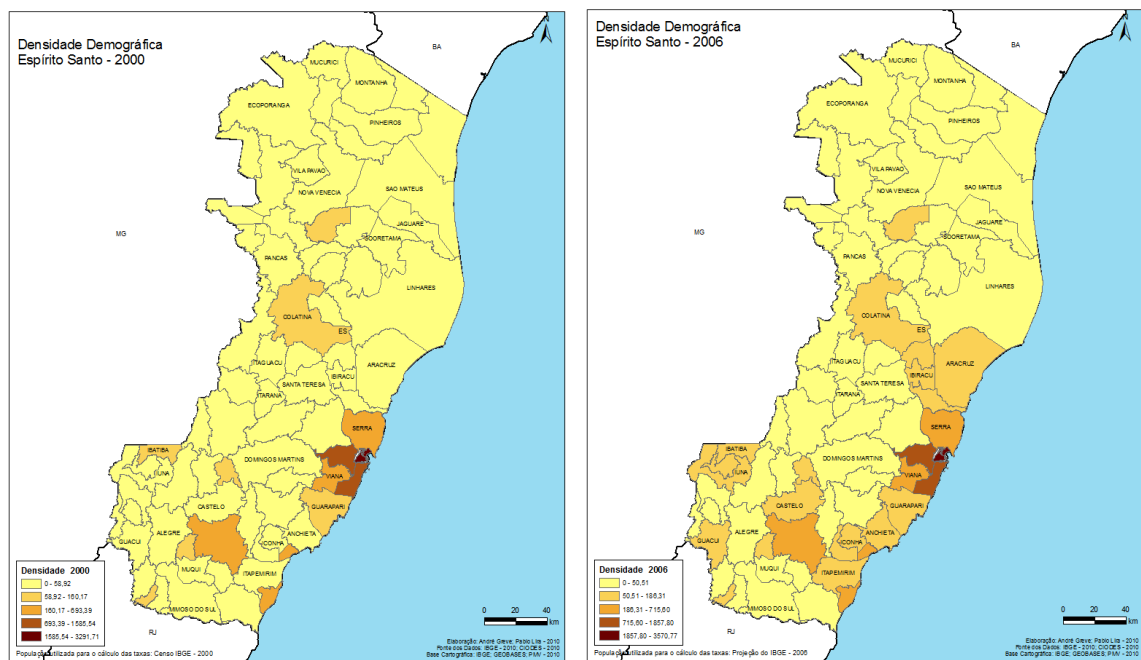 Densidade Demográfica
Espírito Santo - 2000
BA
MUCURICI
MONTANHA
ECOPORANGA
PINHEIROS
VILA PAVAO
NOVA VENECIA
SAO MATEUS
JAGUARE
SOORETAMA
MG
PANCAS
LINHARES
COLATINA
ES
ITAGUACU
ARACRUZ
SANTA TERESA
IBIRACU
ITARANA
SERRA
IBATIBA
DOMINGOS MARTINS
IUNA
VIANA
CASTELO
GUARAPARI
ALEGRE
ANCHIETA
GUACUI
ICONHA
MUQUI
ITAPEMIRIM
MIMOSO DO SUL
RJ
Densidade 2000
0 - 58,92
58,92 - 160,17
160,17 - 693,39
693,39 - 1585,54
1585,54 - 3291,71
0 20 40
km
Elaboração: André Greve; Pablo Lira - 2010
Fonte dos Dados: IBGE - 2010; CIODES - 2010
Base Cartográfica: IBGE; GEOBASES; PMV - 2010
População utilizada para o cálculo das taxas: Censo IBGE - 2000
Densidade Demográfica
Espírito Santo - 2006
BA
MUCURICI
MONTANHA
ECOPORANGA
PINHEIROS
VILA PAVAO
NOVA VENECIA
SAO MATEUS
JAGUARE
SOORETAMA
MG
PANCAS
LINHARES
COLATINA
ES
ITAGUACU
ARACRUZ
IBIRACU
SANTA TERESA
ITARANA
SERRA
IBATIBA
DOMINGOS MARTINS
IUNA
VIANA
CASTELO
GUARAPARI
ALEGRE
ANCHIETA
GUACUI
ICONHA
MUQUI
ITAPEMIRIM
MIMOSO DO SUL
RJ
Densidade 2006
0 - 50,51
50,51 - 186,31
186,31 - 715,60
715,60 - 1857,80
1857,80 - 3570,77
0 20 40
km
Elaboração: André Greve; Pablo Lira - 2010
Fonte dos Dados: IBGE - 2010; CIODES - 2010
Base Cartográfica: IBGE; GEOBASES; PMV - 2010
População utilizada para o cálculo das taxas: Projeção do IBGE - 2006